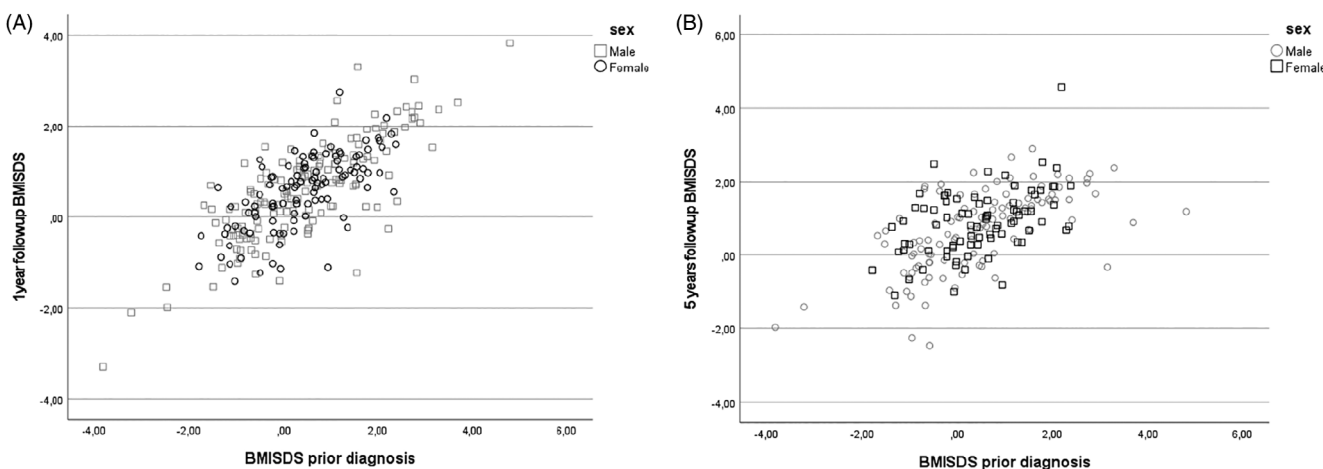 (A)
sex
Male
Female
4,00
2,00
,00
-2,00
-4,00
1year followup BMISDS
-4,00 -2,00 ,00 2,00 4,00 6,00
BMISDS prior diagnosis
(B)
sex
Male
Female
6,00
4,00
2,00
,00
-2,00
-4,00
5 years followup BMISDS
-4,00 -2,00 ,00 2,00 4,00 6,00
BMISDS prior diagnosis